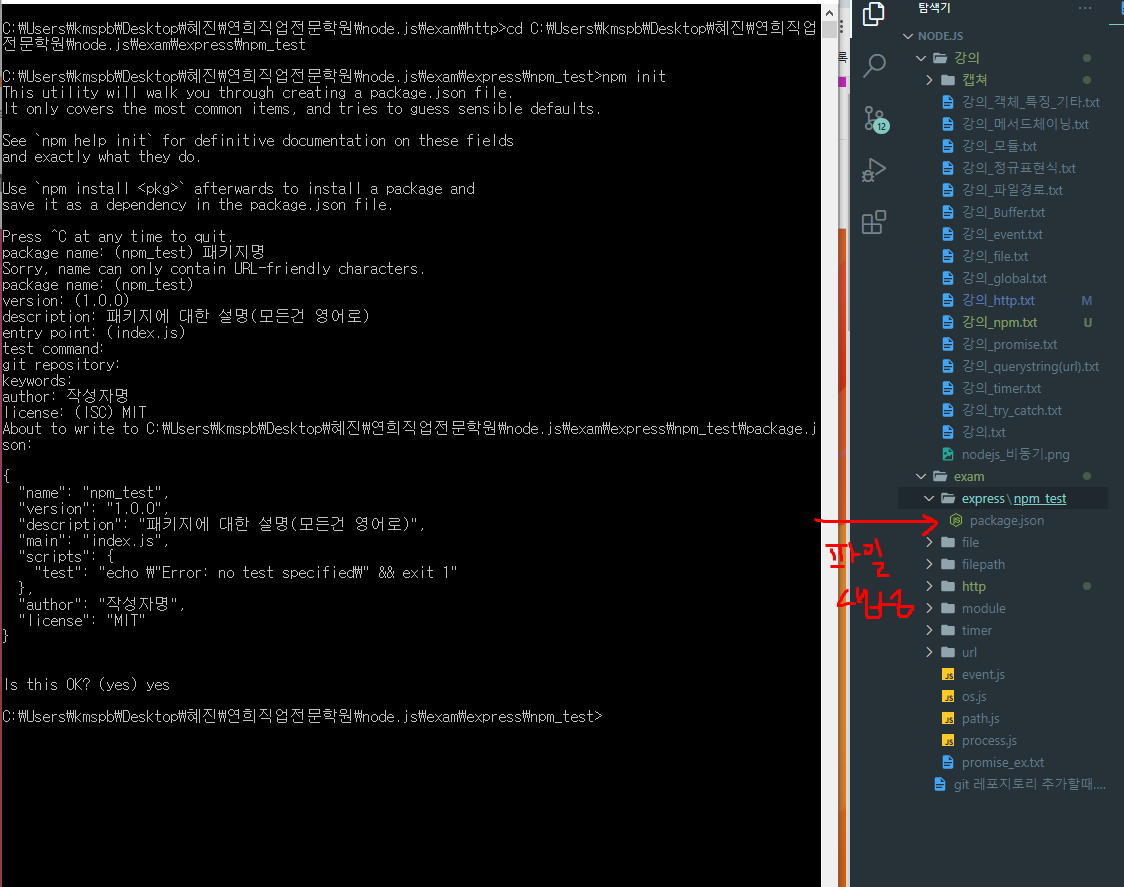 C:\Users\kmspb\Desktop\혜진\연희직업전문학원\node.js\exam\http>cd C:\Users\kmspb\Desktop\혜진\연희직업
전문학원\node.js\exam\express\npm_test
C:\Users\kmspb\Desktop\혜진\연희직업전문학원\node.js\exam\express\npm_test>npm init
This utility will walk you through creating a package.json file.
It only covers the most common items, and tries to guess sensible defaults.
See `npm help init` for definitive documentation on these fields
and exactly what they do.
Use `npm install <pkg>` afterwards to install a package and
save it as a dependency in the package.json file.
Press ^C at any time to quit.
package name: (npm_test) 패키지명
Sorry, name can only contain URL-friendly characters.
package name: (npm_test)
version: (1.0.0)
description: 패키지에 대한 설명(모든건 영어로)
entry point: (index.js)
test command:
git repository:
keywords:
author: 작성자명
license: (ISC) MIT
About to write to C:\Users\kmspb\Desktop\혜진\연희직업전문학원\node.js\exam\express\npm_test\package.j
son:
{
"name": "npm_test",
"version": "1.0.0",
"description": "패키지에 대한 설명(모든건 영어로)",
"main": "index.js",
"scripts": {
"test": "echo \"Error: no test specified\" && exit 1"
},
"author": "작성자명",
"license": "MIT"
}
Is this OK? (yes) yes
C:\Users\kmspb\Desktop\혜진\연희직업전문학원\node.js\exam\express\npm_test>
파일
생성
12
탐색기
NODE.JS
강의
캡쳐
강의_객체_특징_기타.txt
강의_메서드체이닝.txt
강의_모듈.txt
강의_정규표현식.txt
강의_파일경로.txt
강의_Buffer.txt
강의_event.txt
강의_file.txt
강의_global.txt
강의_http.txt M
강의_npm.txt U
강의_promise.txt
강의_querystring(url).txt
강의_timer.txt
강의_try_catch.txt
강의.txt
nodejs_비동기.png
exam
express\npm_test
package.json
file
filepath
http
module
timer
url
event.js
os.js
path.js
process.js
promise_ex.txt
git 레포지토리 추가할때....